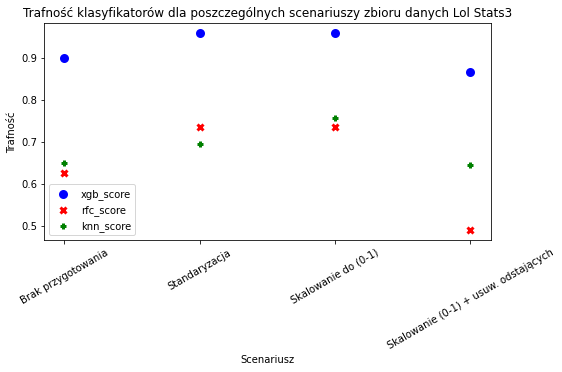 Trafność klasyfikatorów dla poszczególnych scenariuszy zbioru danych Lol Stats3
Trafność
0.9
0.8
0.7
0.6
0.5
xgb_score
rfc_score
knn_score
Brak przygotowania
Standaryzacja
Skalowanie do (0-1)
Skalowanie (0-1) + usuw. odstających
Scenariusz